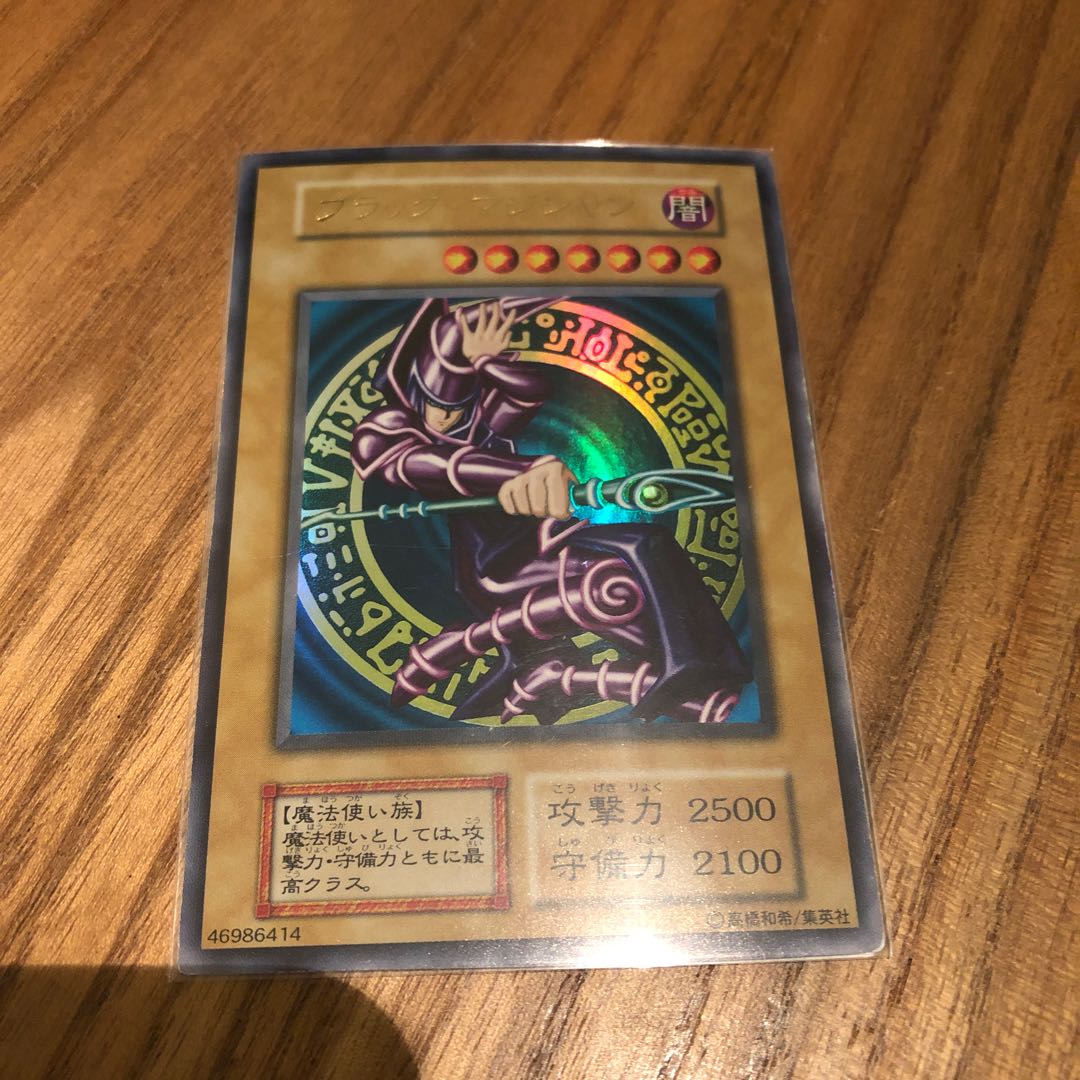 ブラック・マジシャン
闇
【魔法使い族】
魔法使いとしては、攻
撃力・守備力ともに最
高クラス。
攻撃力 2500
守備力 2100
©高橋和希/集英社
46986414